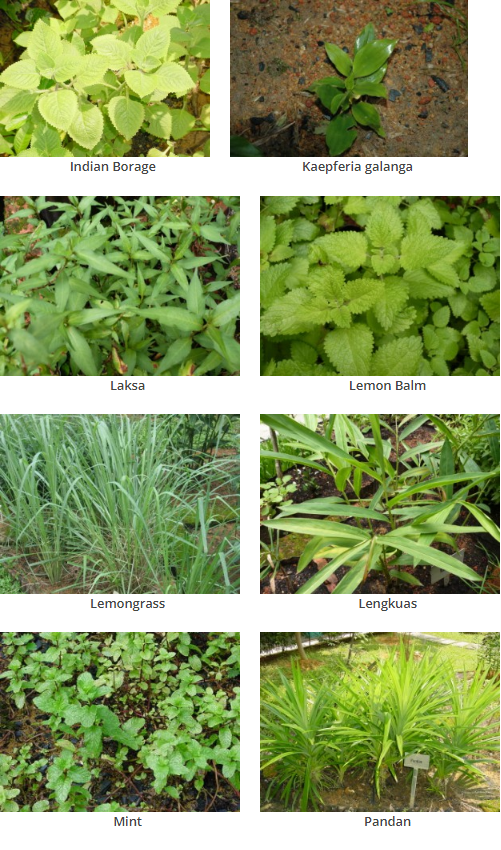 Indian Borage
Kaepferia galanga
Laksa
Lemon Balm
Lemongrass
Lengkuas
Mint
Pandan